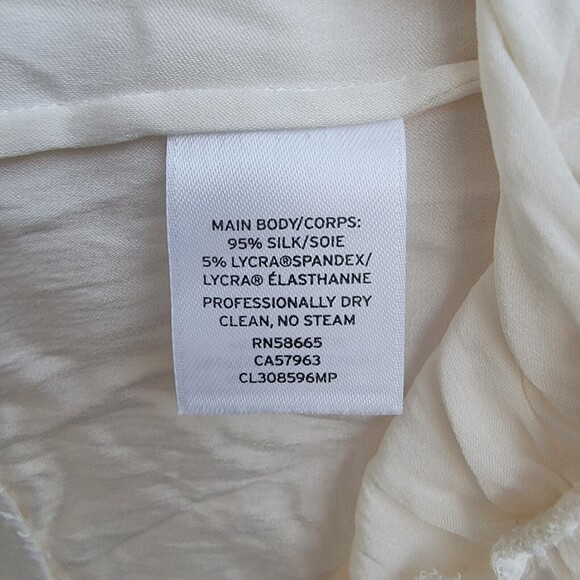 MAIN BODY/CORPS:
95% SILK/SOIE
5% LYCRA®SPANDEX/
LYCRA® ÉLASTHANNE
PROFESSIONALLY DRY
CLEAN, NO STEAM
RN58665
CA57963
CL308596MP